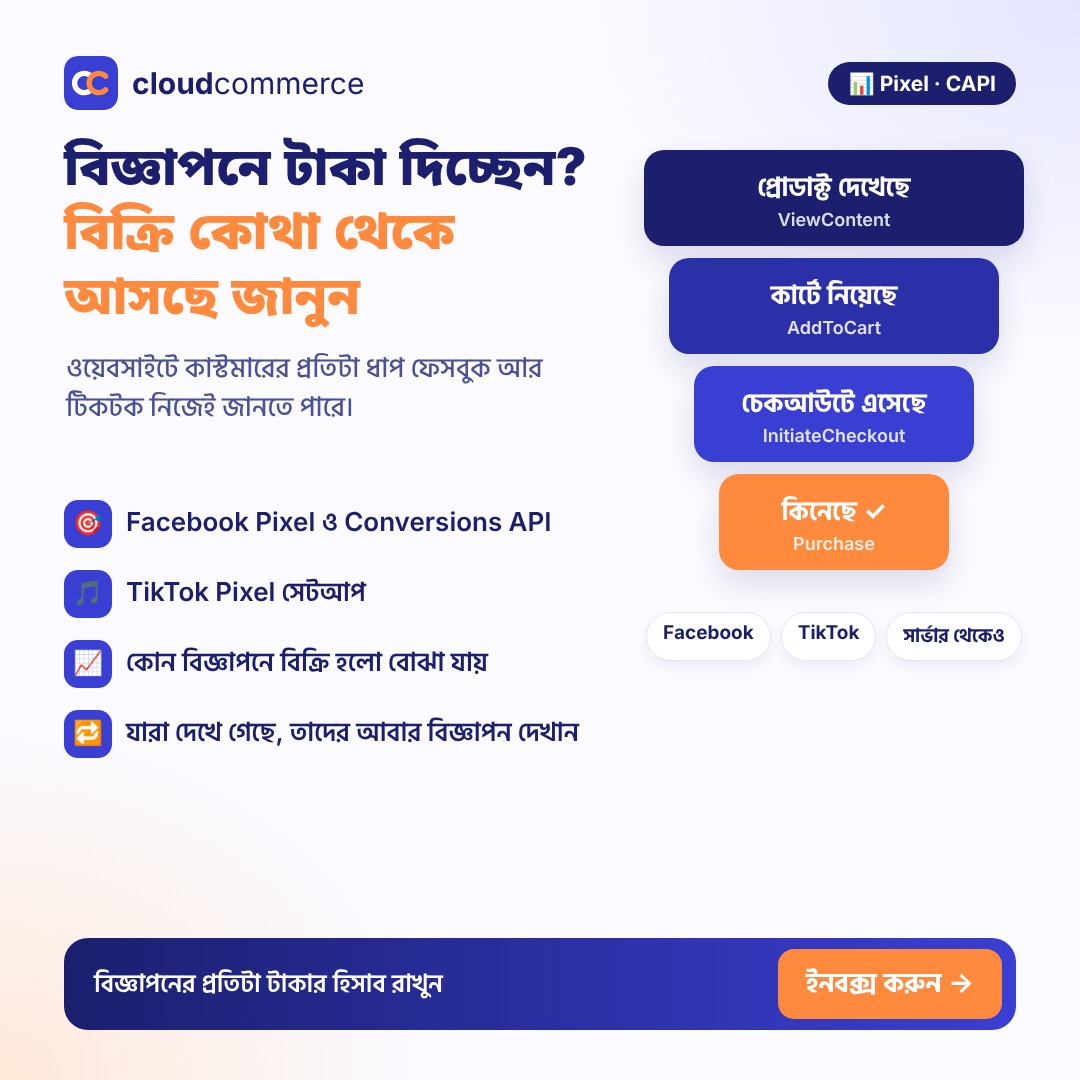 cloudcommerce
📊 Pixel · CAPI
বিজ্ঞাপনে টাকা দিচ্ছেন?
বিক্রি কোথা থেকে
আসছে জানুন
ওয়েবসাইটে কাস্টমারের প্রতিটা ধাপ ফেসবুক আর
টিকটক নিজেই জানতে পারে।
Facebook Pixel ও Conversions API
TikTok Pixel সেটআপ
কোন বিজ্ঞাপনে বিক্রি হলো বোঝা যায়
যারা দেখে গেছে, তাদের আবার বিজ্ঞাপন দেখান
প্রোডাক্ট দেখেছে
ViewContent
কার্টে নিয়েছে
AddToCart
চেকআউটে এসেছে
InitiateCheckout
কিনেছে ✓
Purchase
Facebook
TikTok
সার্ভার থেকেও
বিজ্ঞাপনের প্রতিটা টাকার হিসাব রাখুন
ইনবক্স করুন →